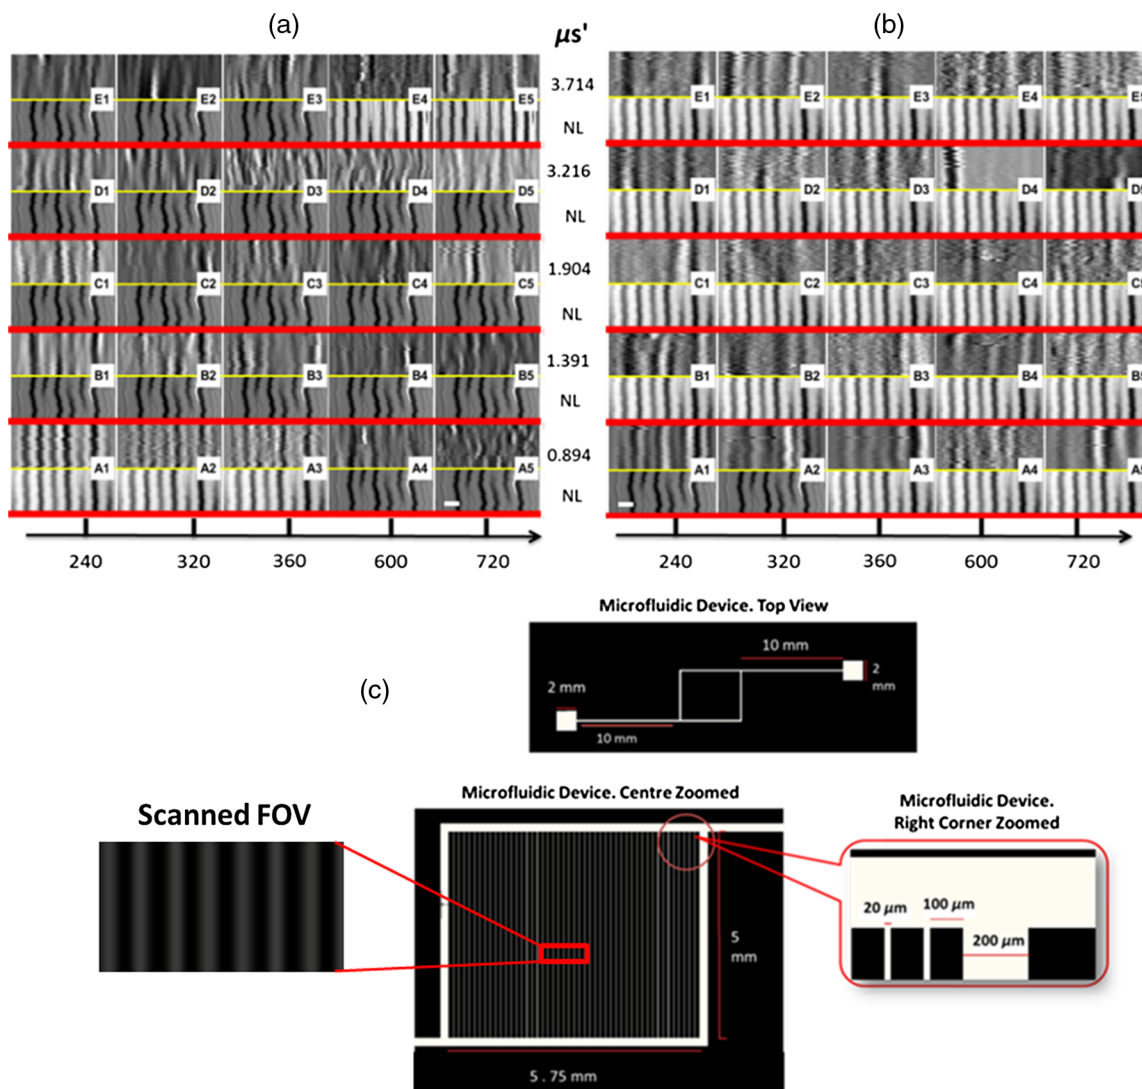 (a)
μs'
(b)
E1 E2 E3 E4 E5
3.714
E1 E2 E3 E4 E5
NL
D1 D2 D3 D4 D5
3.216
D1 D2 D3 D4 D5
NL
C1 C2 C3 C4 C5
1.904
C1 C2 C3 C4 C5
NL
B1 B2 B3 B4 B5
1.391
B1 B2 B3 B4 B5
NL
A1 A2 A3 A4 A5
0.894
A1 A2 A3 A4 A5
NL
240 320 360 600 720
240 320 360 600 720
Microfluidic Device. Top View
(c)
10 mm
2
mm
2 mm
10 mm
Scanned FOV
Microfluidic Device. Centre Zoomed
5
mm
5 . 75 mm
Microfluidic Device.
Right Corner Zoomed
20 μm
100 μm
200 μm